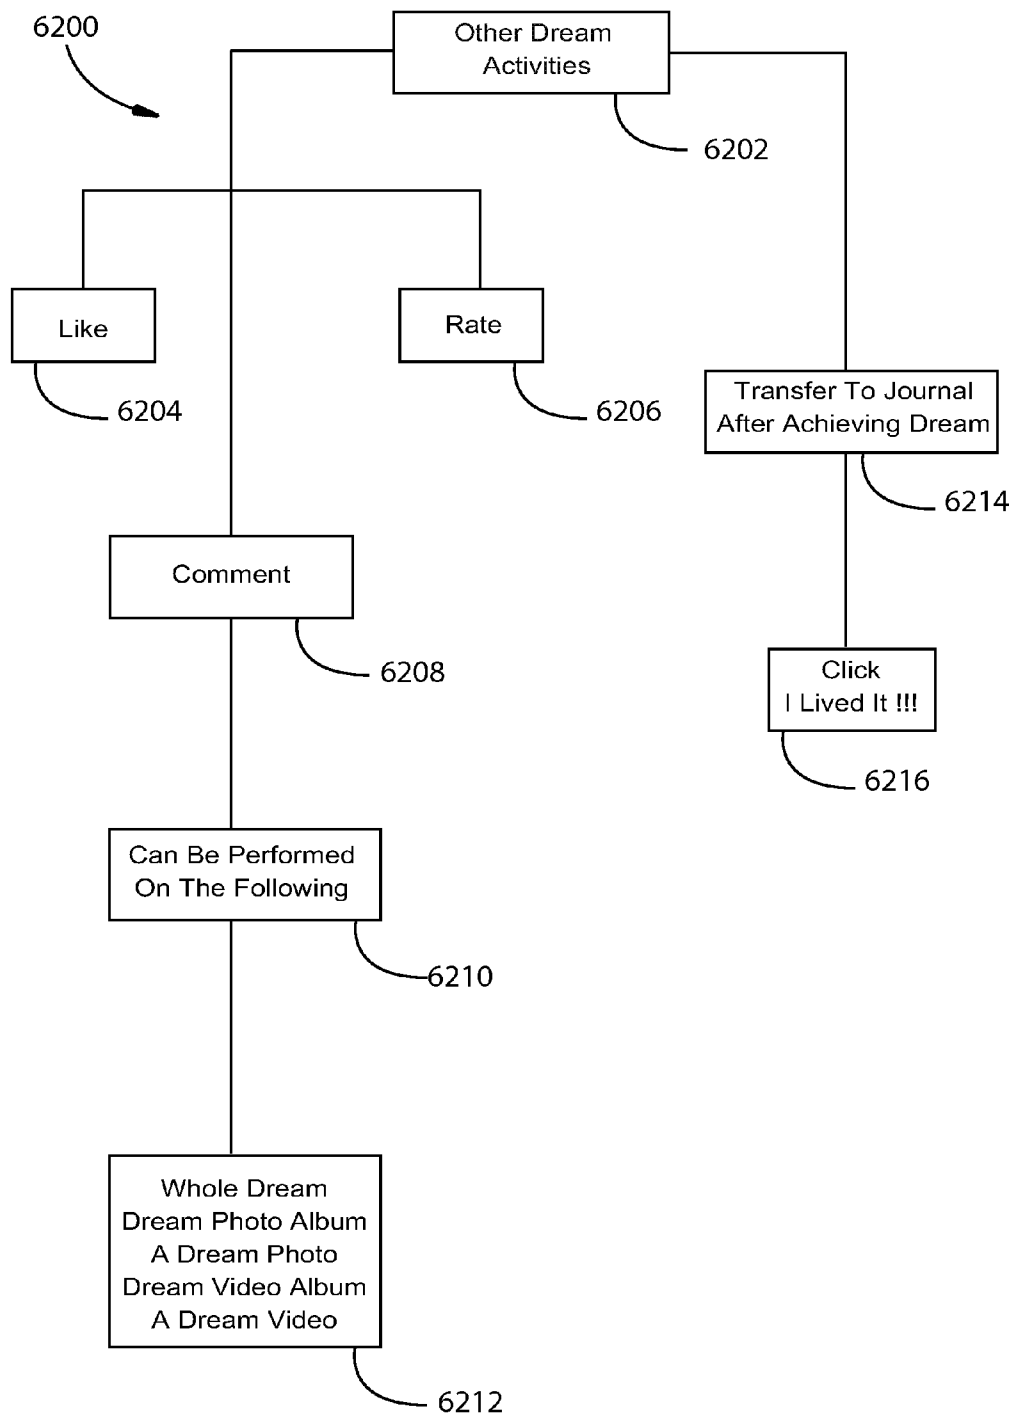 6200
Other Dream
Activities
6202
Like
6204
Rate
6206
Transfer To Journal
After Achieving Dream
6214
Comment
6208
Click
I Lived It !!!
6216
Can Be Performed
On The Following
6210
Whole Dream
Dream Photo Album
A Dream Photo
Dream Video Album
A Dream Video
6212